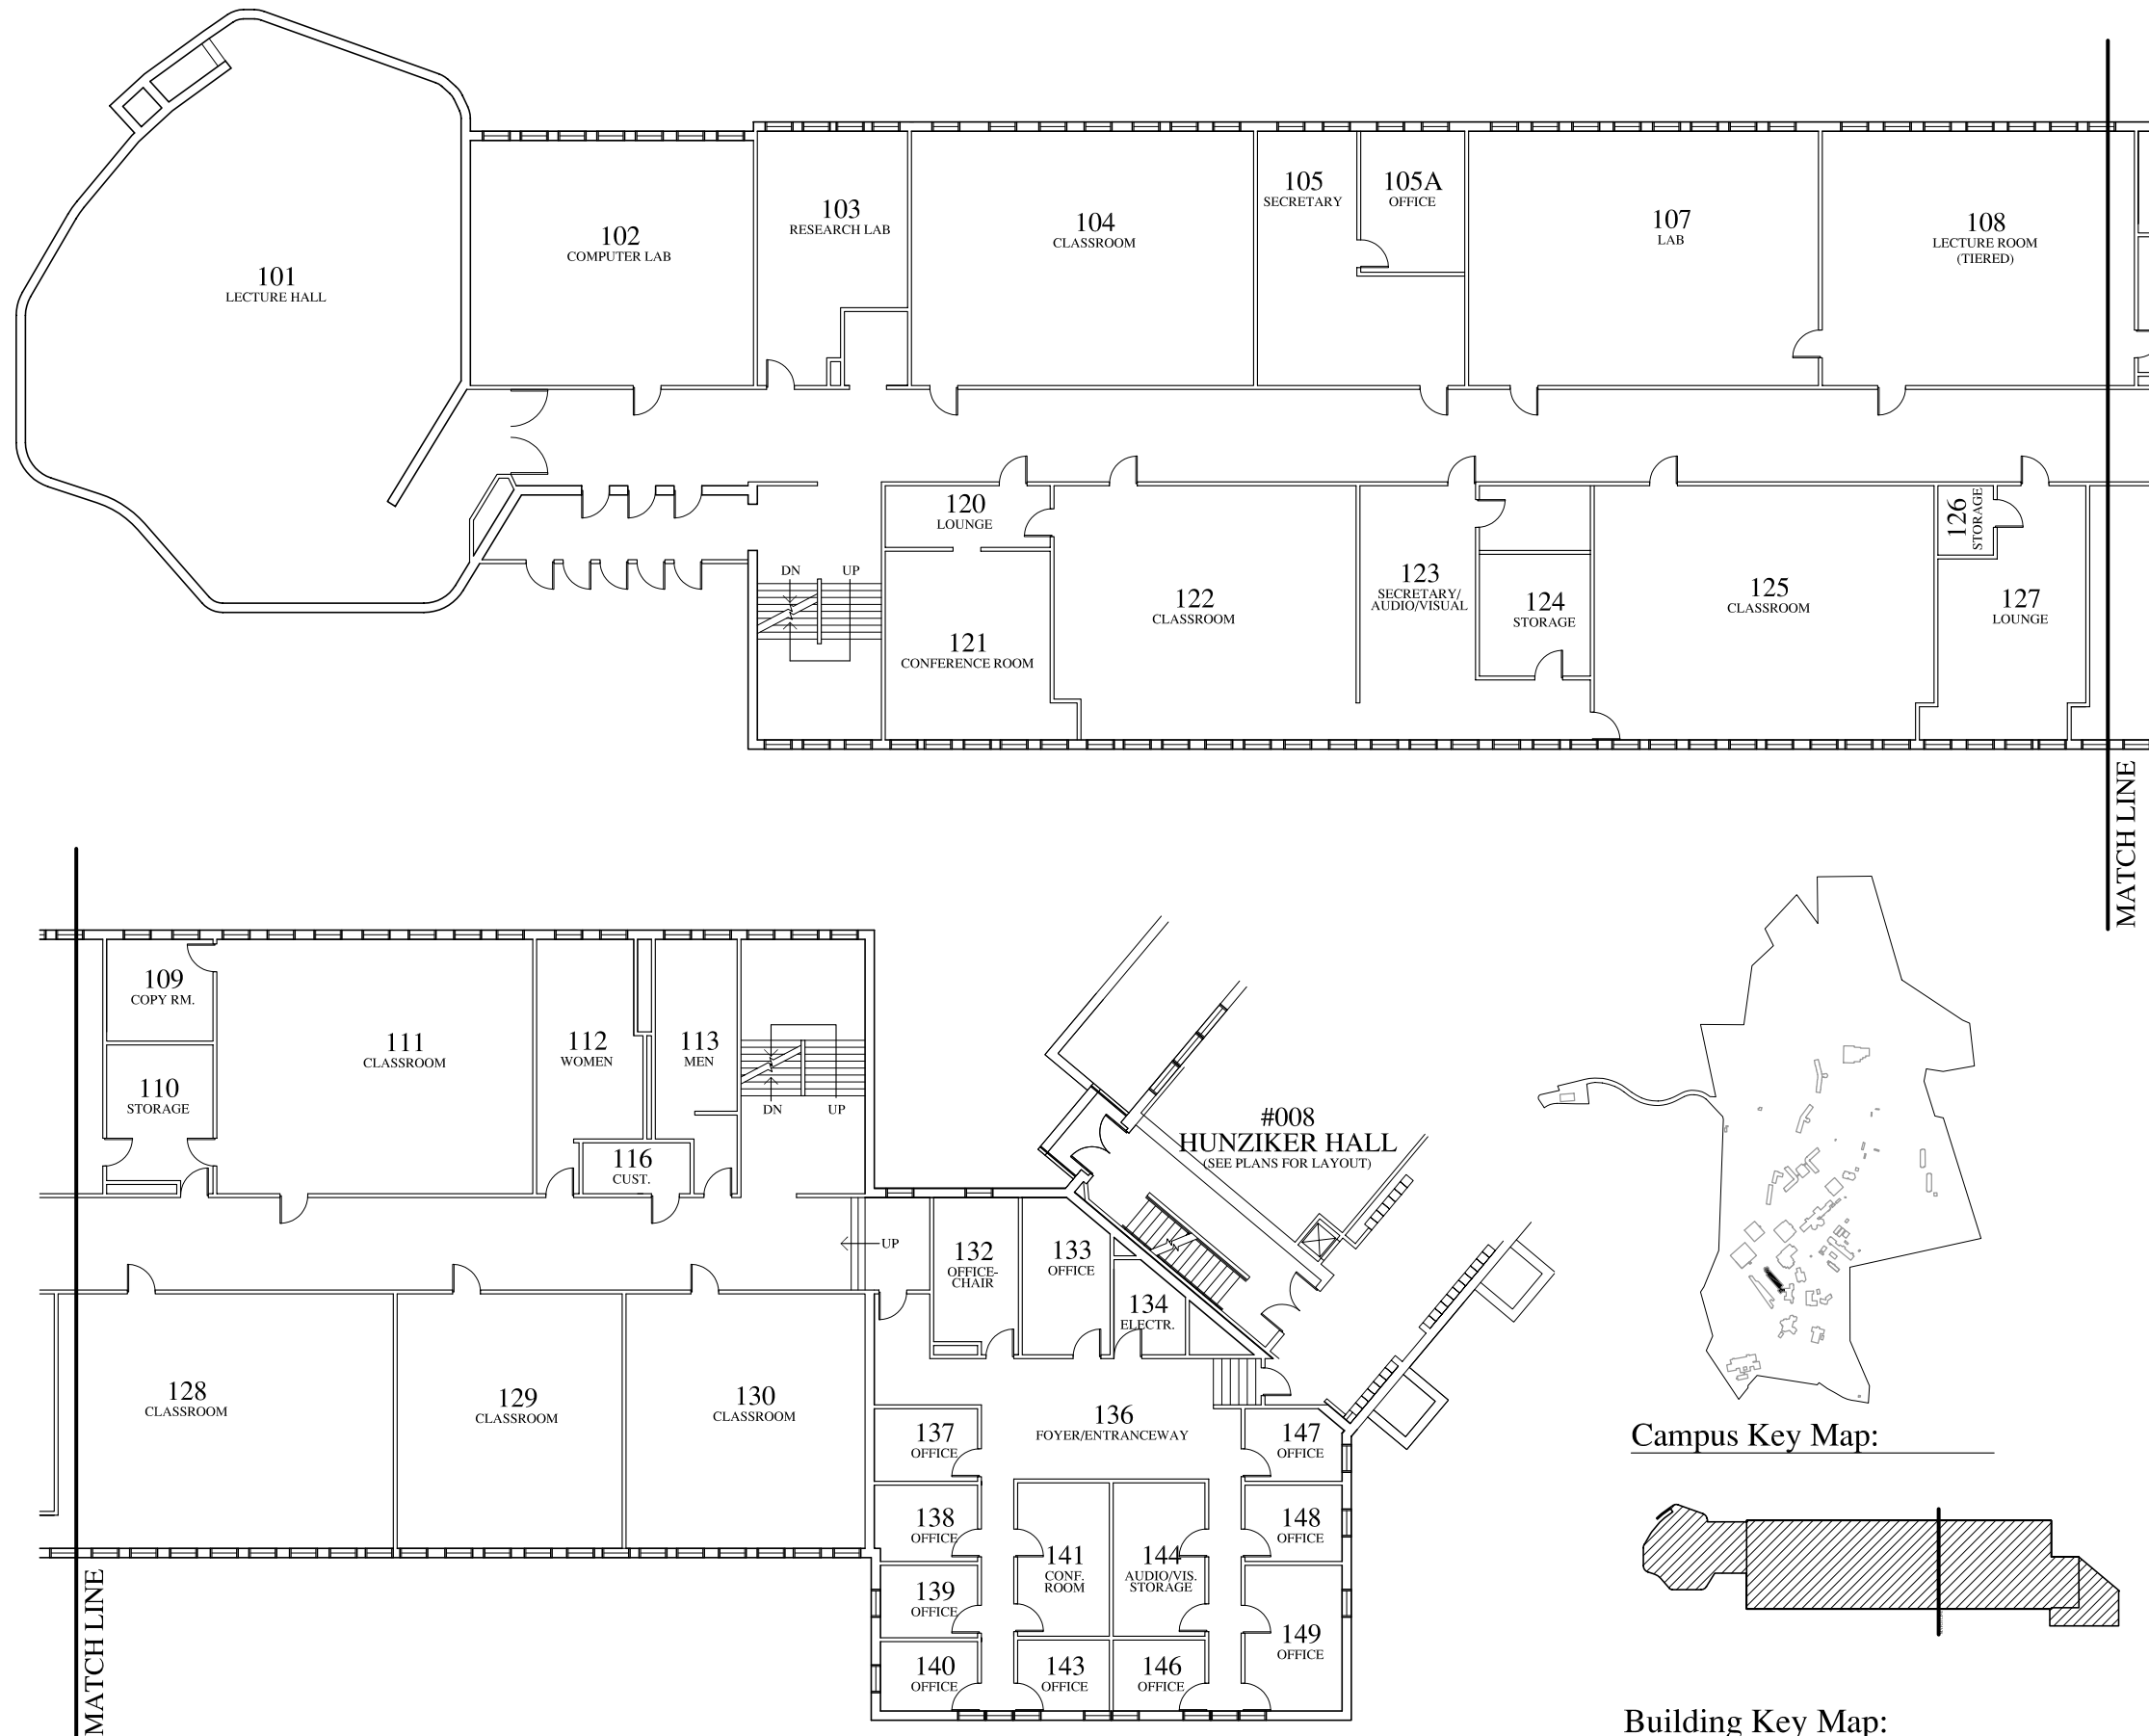 101
LECTURE HALL
102
COMPUTER LAB
103
RESEARCH LAB
104
CLASSROOM
105
SECRETARY
105A
OFFICE
107
LAB
108
LECTURE ROOM
(TIERED)
120
LOUNGE
121
CONFERENCE ROOM
DN
UP
122
CLASSROOM
123
SECRETARY/
AUDIO/VISUAL
124
STORAGE
125
CLASSROOM
126
STORAGE
127
LOUNGE
MATCH LINE
109
COPY RM.
110
STORAGE
111
CLASSROOM
112
WOMEN
113
MEN
116
CUST.
DN
UP
#008
HUNZIKER HALL
(SEE PLANS FOR LAYOUT)
UP
128
CLASSROOM
129
CLASSROOM
130
CLASSROOM
132
OFFICE-
CHAIR
133
OFFICE
134
ELECTR.
136
FOYER/ENTRANCEWAY
137
OFFICE
138
OFFICE
139
OFFICE
140
OFFICE
141
CONF.
ROOM
143
OFFICE
144
AUDIO/VIS.
STORAGE
146
OFFICE
147
OFFICE
148
OFFICE
149
OFFICE
MATCH LINE
Campus Key Map:
Building Key Map: